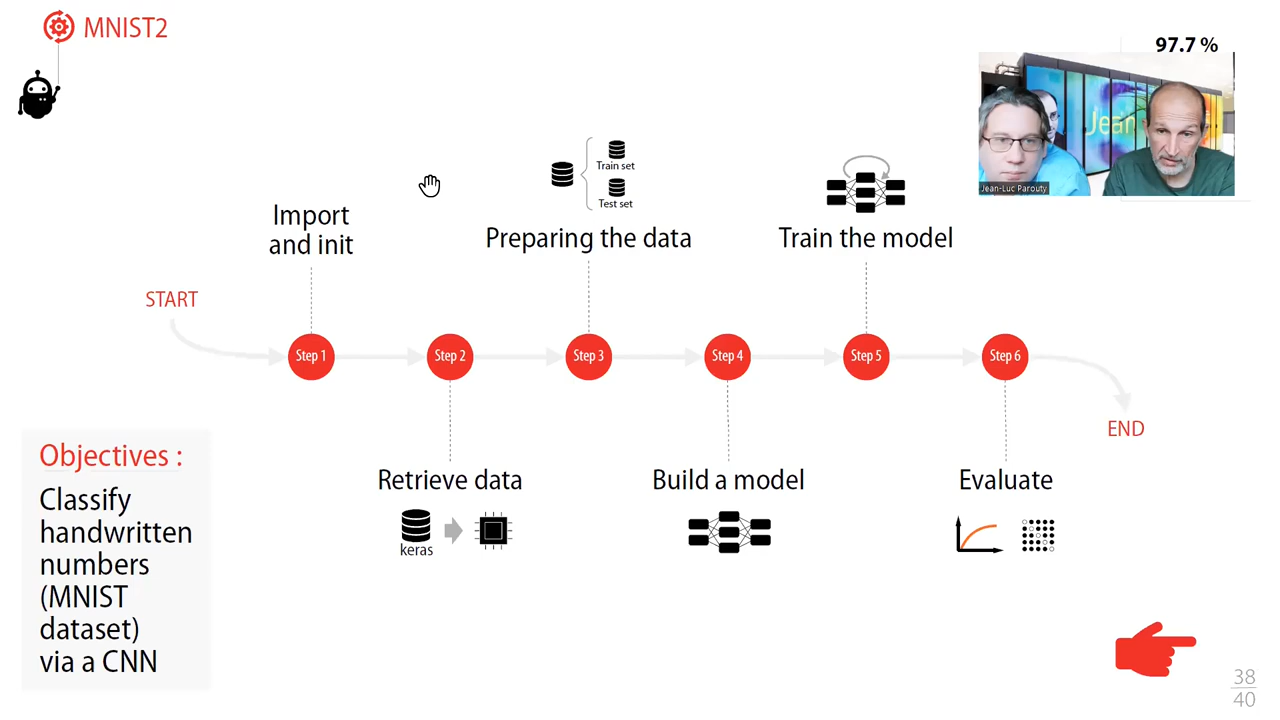 MNIST2
97.7 %
Jean
Jean-Luc Parouty
Train set
Test set
Import
and init
Preparing the data
Train the model
START
Step 1
Step 2
Step 3
Step 4
Step 5
Step 6
END
Objectives :
Classify
handwritten
numbers
(MNIST
dataset)
via a CNN
Retrieve data
keras
Build a model
Evaluate
38
40